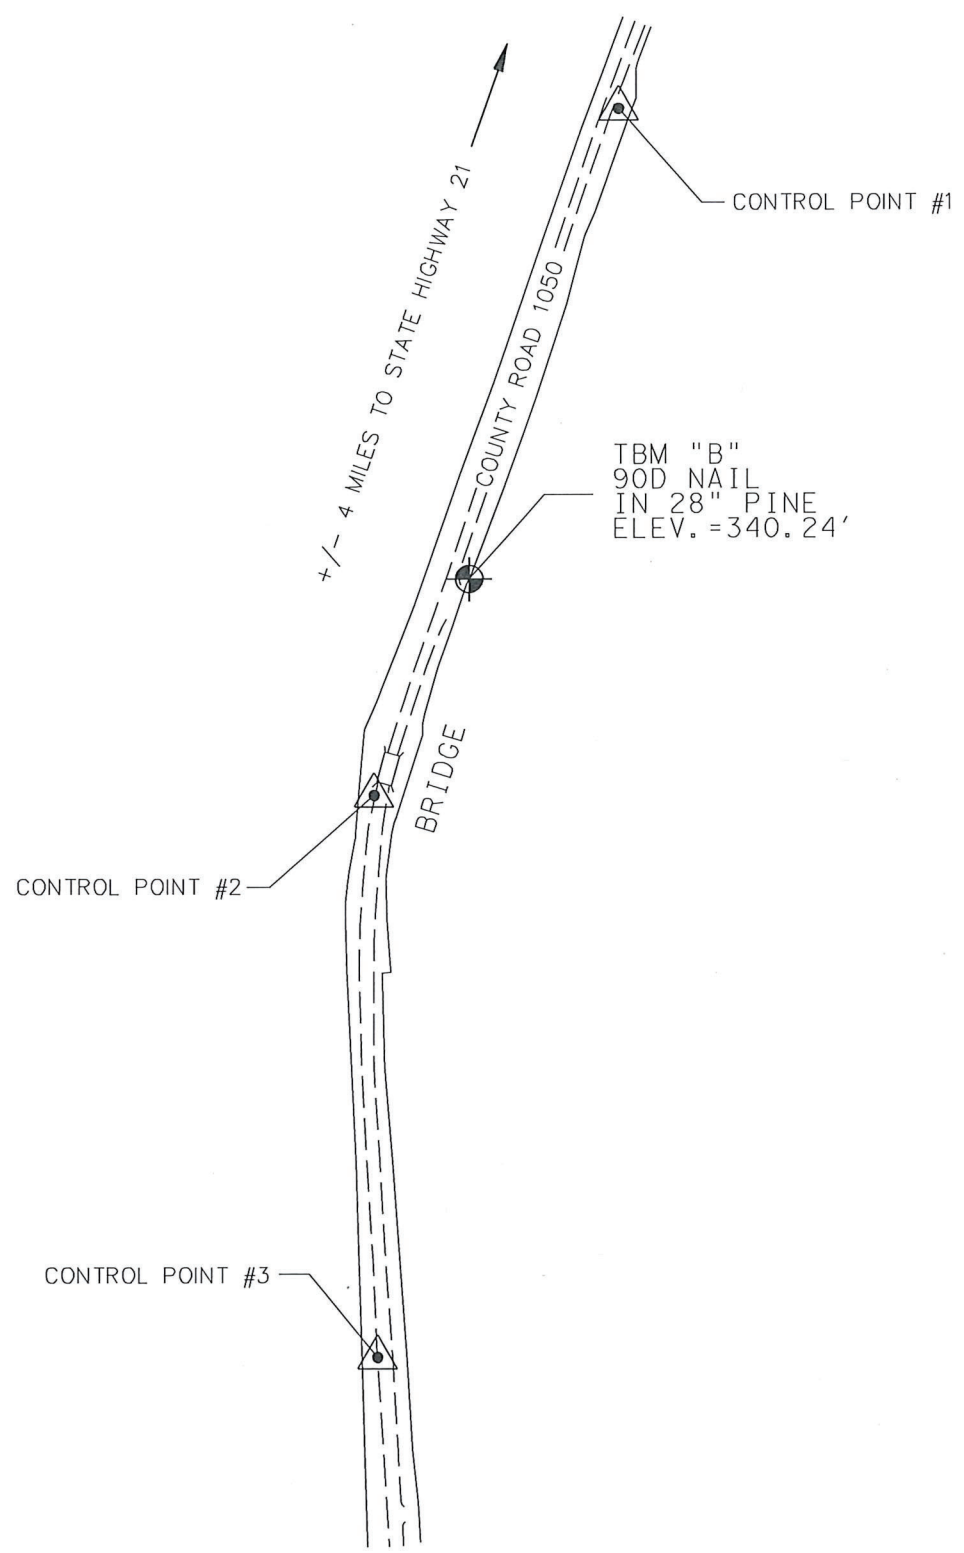 CONTROL POINT #1
+/- 4 MILES TO STATE HIGHWAY 21
COUNTY ROAD 1050
TBM "B"
90D NAIL
IN 28" PINE
ELEV.=340.24'
BRIDGE
CONTROL POINT #2
CONTROL POINT #3